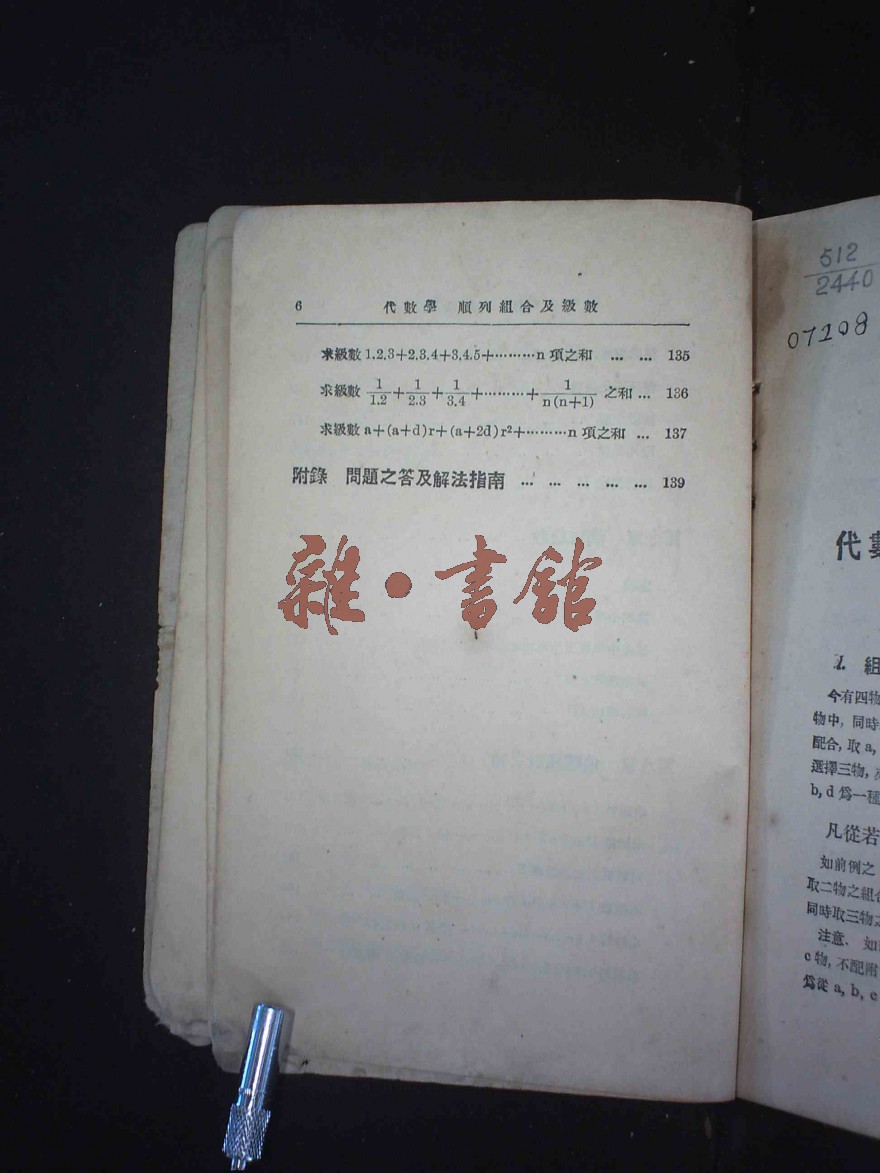 6 代數學 順列組合及級數
求級數 1.2.3+2.3.4+3.4.5+………n 項之和 … … 135
求級數 1/1.2 + 1/2.3 + 1/3.4 +………+ 1/n(n+1) 之和 … 136
求級數 a+(a+d)r+(a+2d)r²+………n 項之和 … 137
附錄 問題之答及解法指南 … … … … … 139
雜・書館
512
2440
07108
代數
1. 組
今有四物
物中, 同時
配合, 取 a,
選擇三物,
b, d 爲一種
凡從若
如前例之
取二物之組合
同時取三物之
注意. 如
c 物, 不配附
爲從 a, b, c